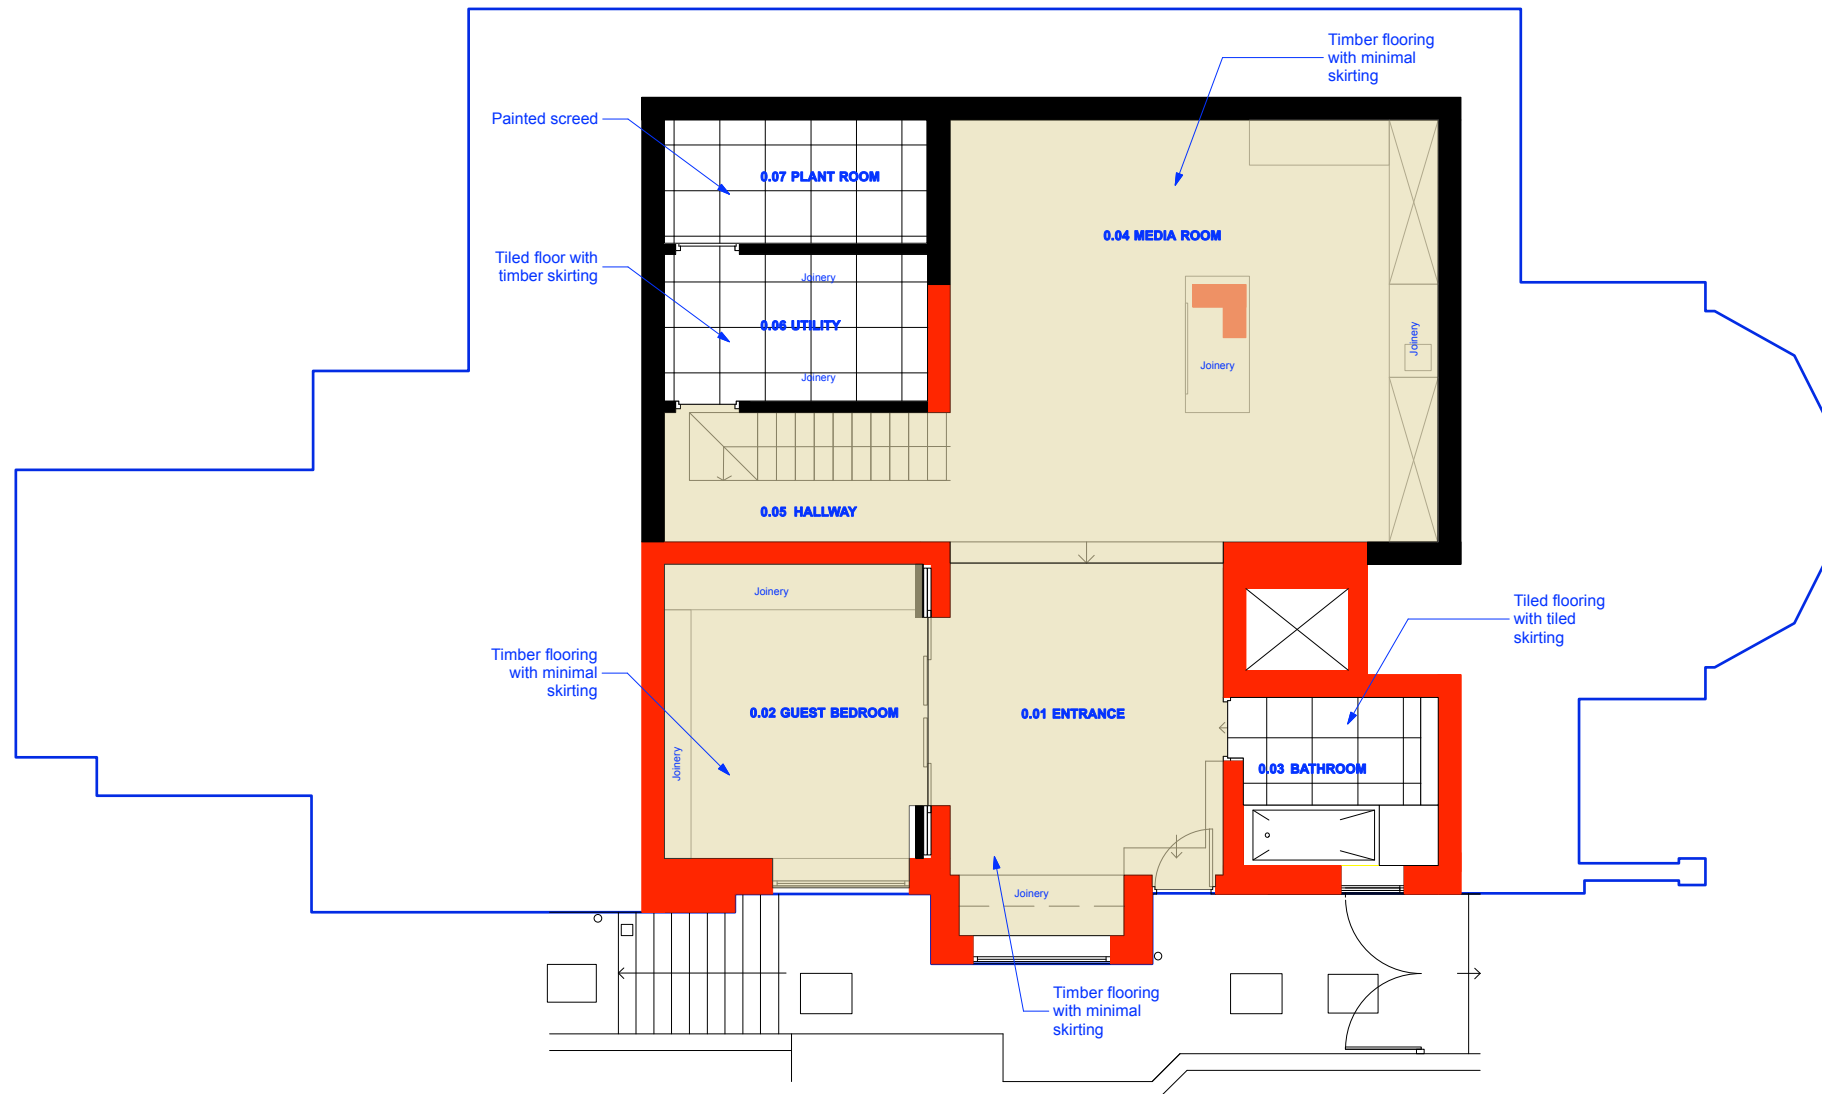 Timber flooring
with minimal
skirting
Painted screed
0.07 PLANT ROOM
0.04 MEDIA ROOM
Tiled floor with
timber skirting
Joinery
0.06 UTILITY
Joinery
Joinery
Joinery
0.05 HALLWAY
Joinery
Tiled flooring
with tiled
skirting
Timber flooring
with minimal
skirting
0.02 GUEST BEDROOM
0.01 ENTRANCE
Joinery
0.03 BATHROOM
Joinery
Timber flooring
with minimal
skirting